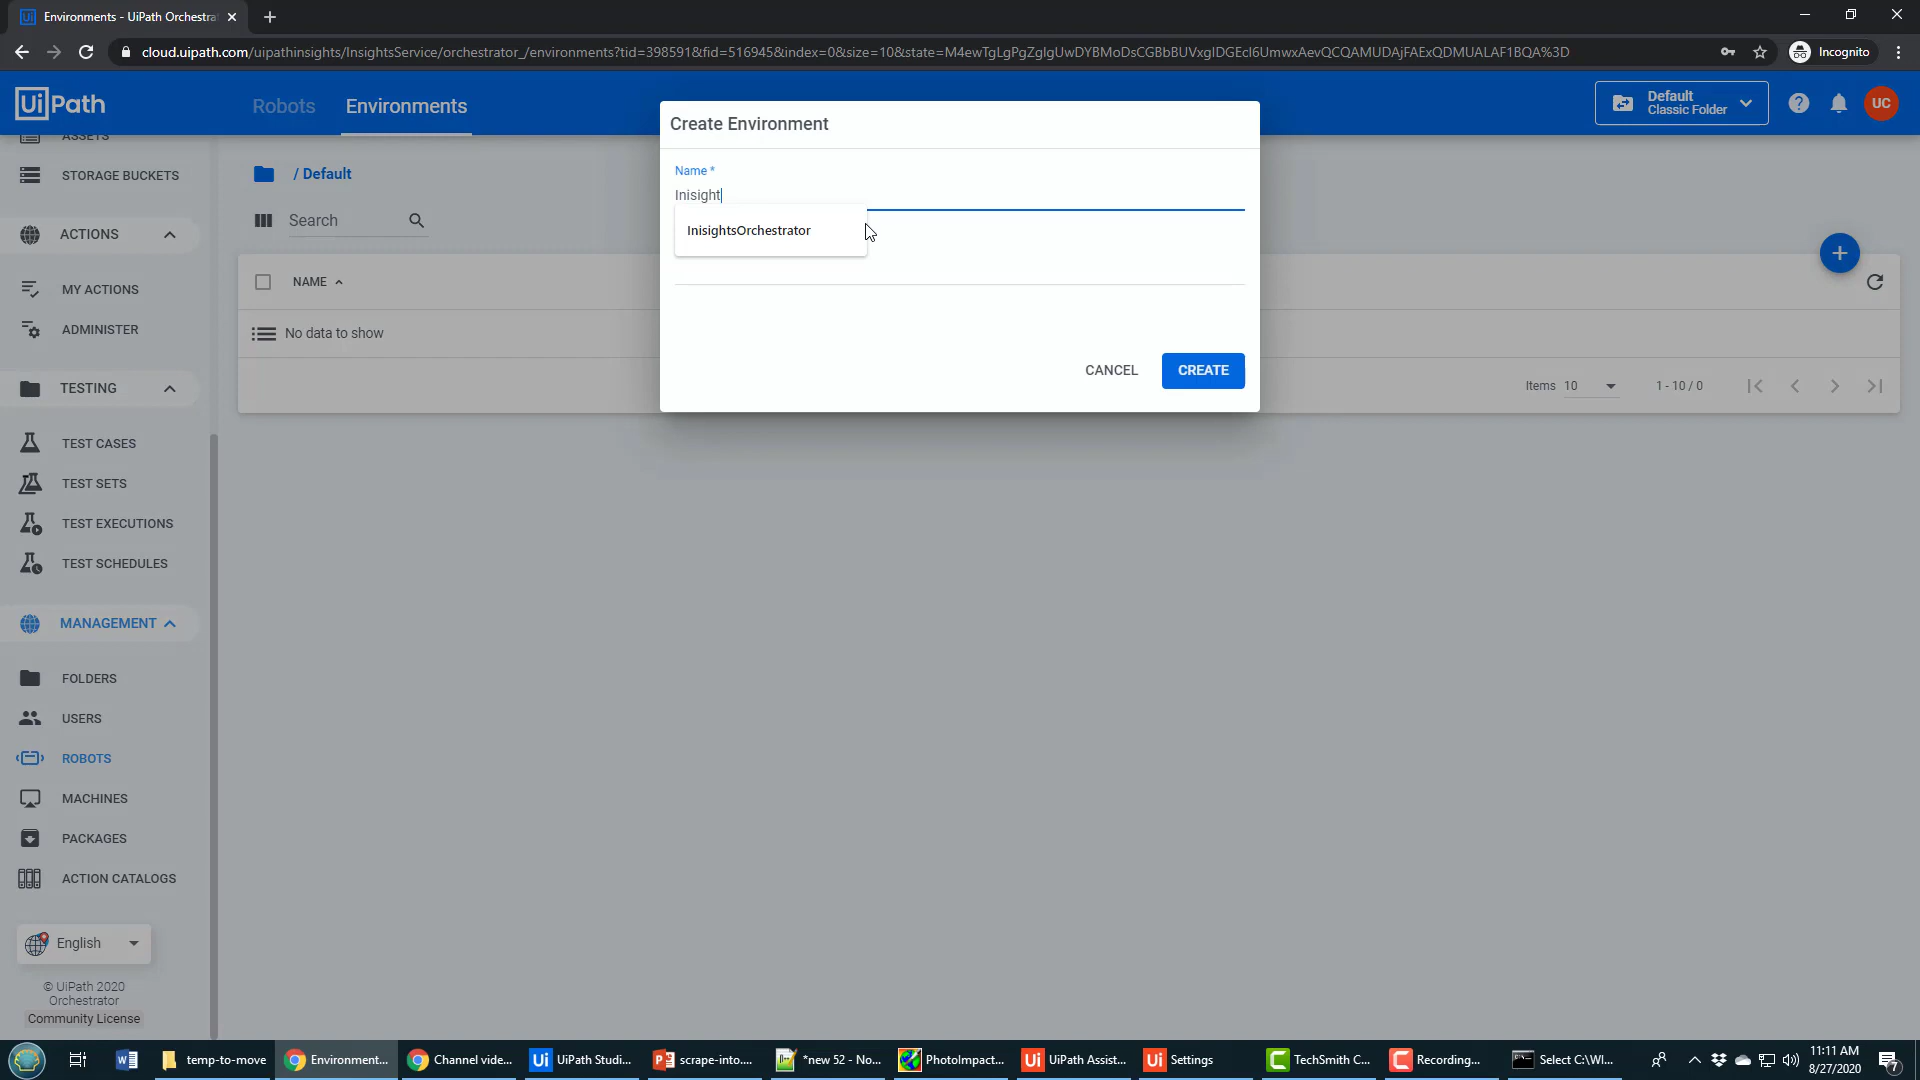 Environments - UiPath Orchestra
cloud.uipath.com/uipathinsights/InsightsService/orchestrator_/environments?tid=398591&fid=516945&index=0&size=10&state=M4ewTgLgPgZglgUwDYBMoDsCGBbBUVxglDGEcl6UmwxAevQCQAMUDAjFAExQDMUALAF1BQA%3D
Incognito
UiPath
Robots
Environments
Default
Classic Folder
UC
ASSETS
STORAGE BUCKETS
ACTIONS
MY ACTIONS
ADMINISTER
TESTING
TEST CASES
TEST SETS
TEST EXECUTIONS
TEST SCHEDULES
MANAGEMENT
FOLDERS
USERS
ROBOTS
MACHINES
PACKAGES
ACTION CATALOGS
English
© UiPath 2020
Orchestrator
Community License
/ Default
Search
NAME
No data to show
Items 10
1 - 10 / 0
Create Environment
Name *
Inisight
InisightsOrchestrator
CANCEL
CREATE
temp-to-move
Environment...
Channel vide...
UiPath Studi...
scrape-into....
*new 52 - No...
PhotoImpact...
UiPath Assist...
Settings
TechSmith C...
Recording...
Select C:\WI...
11:11 AM
8/27/2020
7